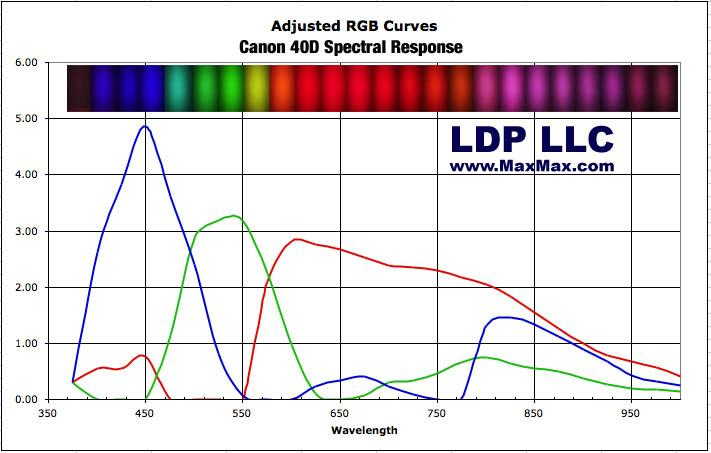 Adjusted RGB Curves
Canon 40D Spectral Response
6.00
LDP LLC
www.MaxMax.com
5.00
4.00
3.00
2.00
1.00
0.00
350 450 550 650 750 850 950
Wavelength